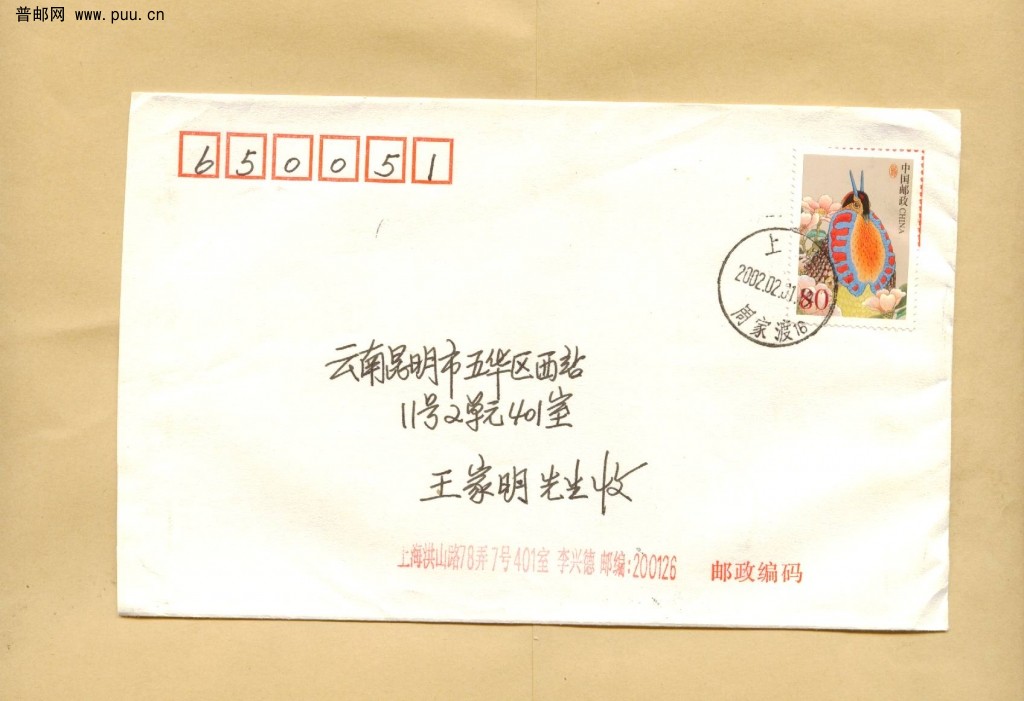 普邮网 www.puu.cn
650051
中国邮政 CHINA
80
上
2002.02.01.
周家渡16
云南昆明市五华区西站
11号2单元401室
王家明先生收
上海洪山路78弄7号401室 李兴德 邮编:200126
邮政编码